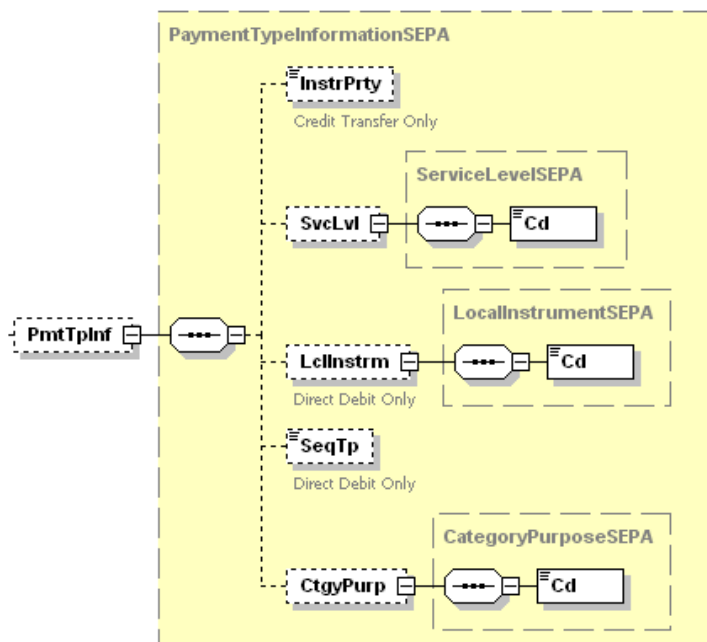 PaymentTypeInformationSEPA
InstrPrty
Credit Transfer Only
ServiceLevelSEPA
SvcLvl
Cd
LocalInstrumentSEPA
PmtTpInf
LclInstrm
Cd
Direct Debit Only
SeqTp
Direct Debit Only
CategoryPurposeSEPA
CtgyPurp
Cd